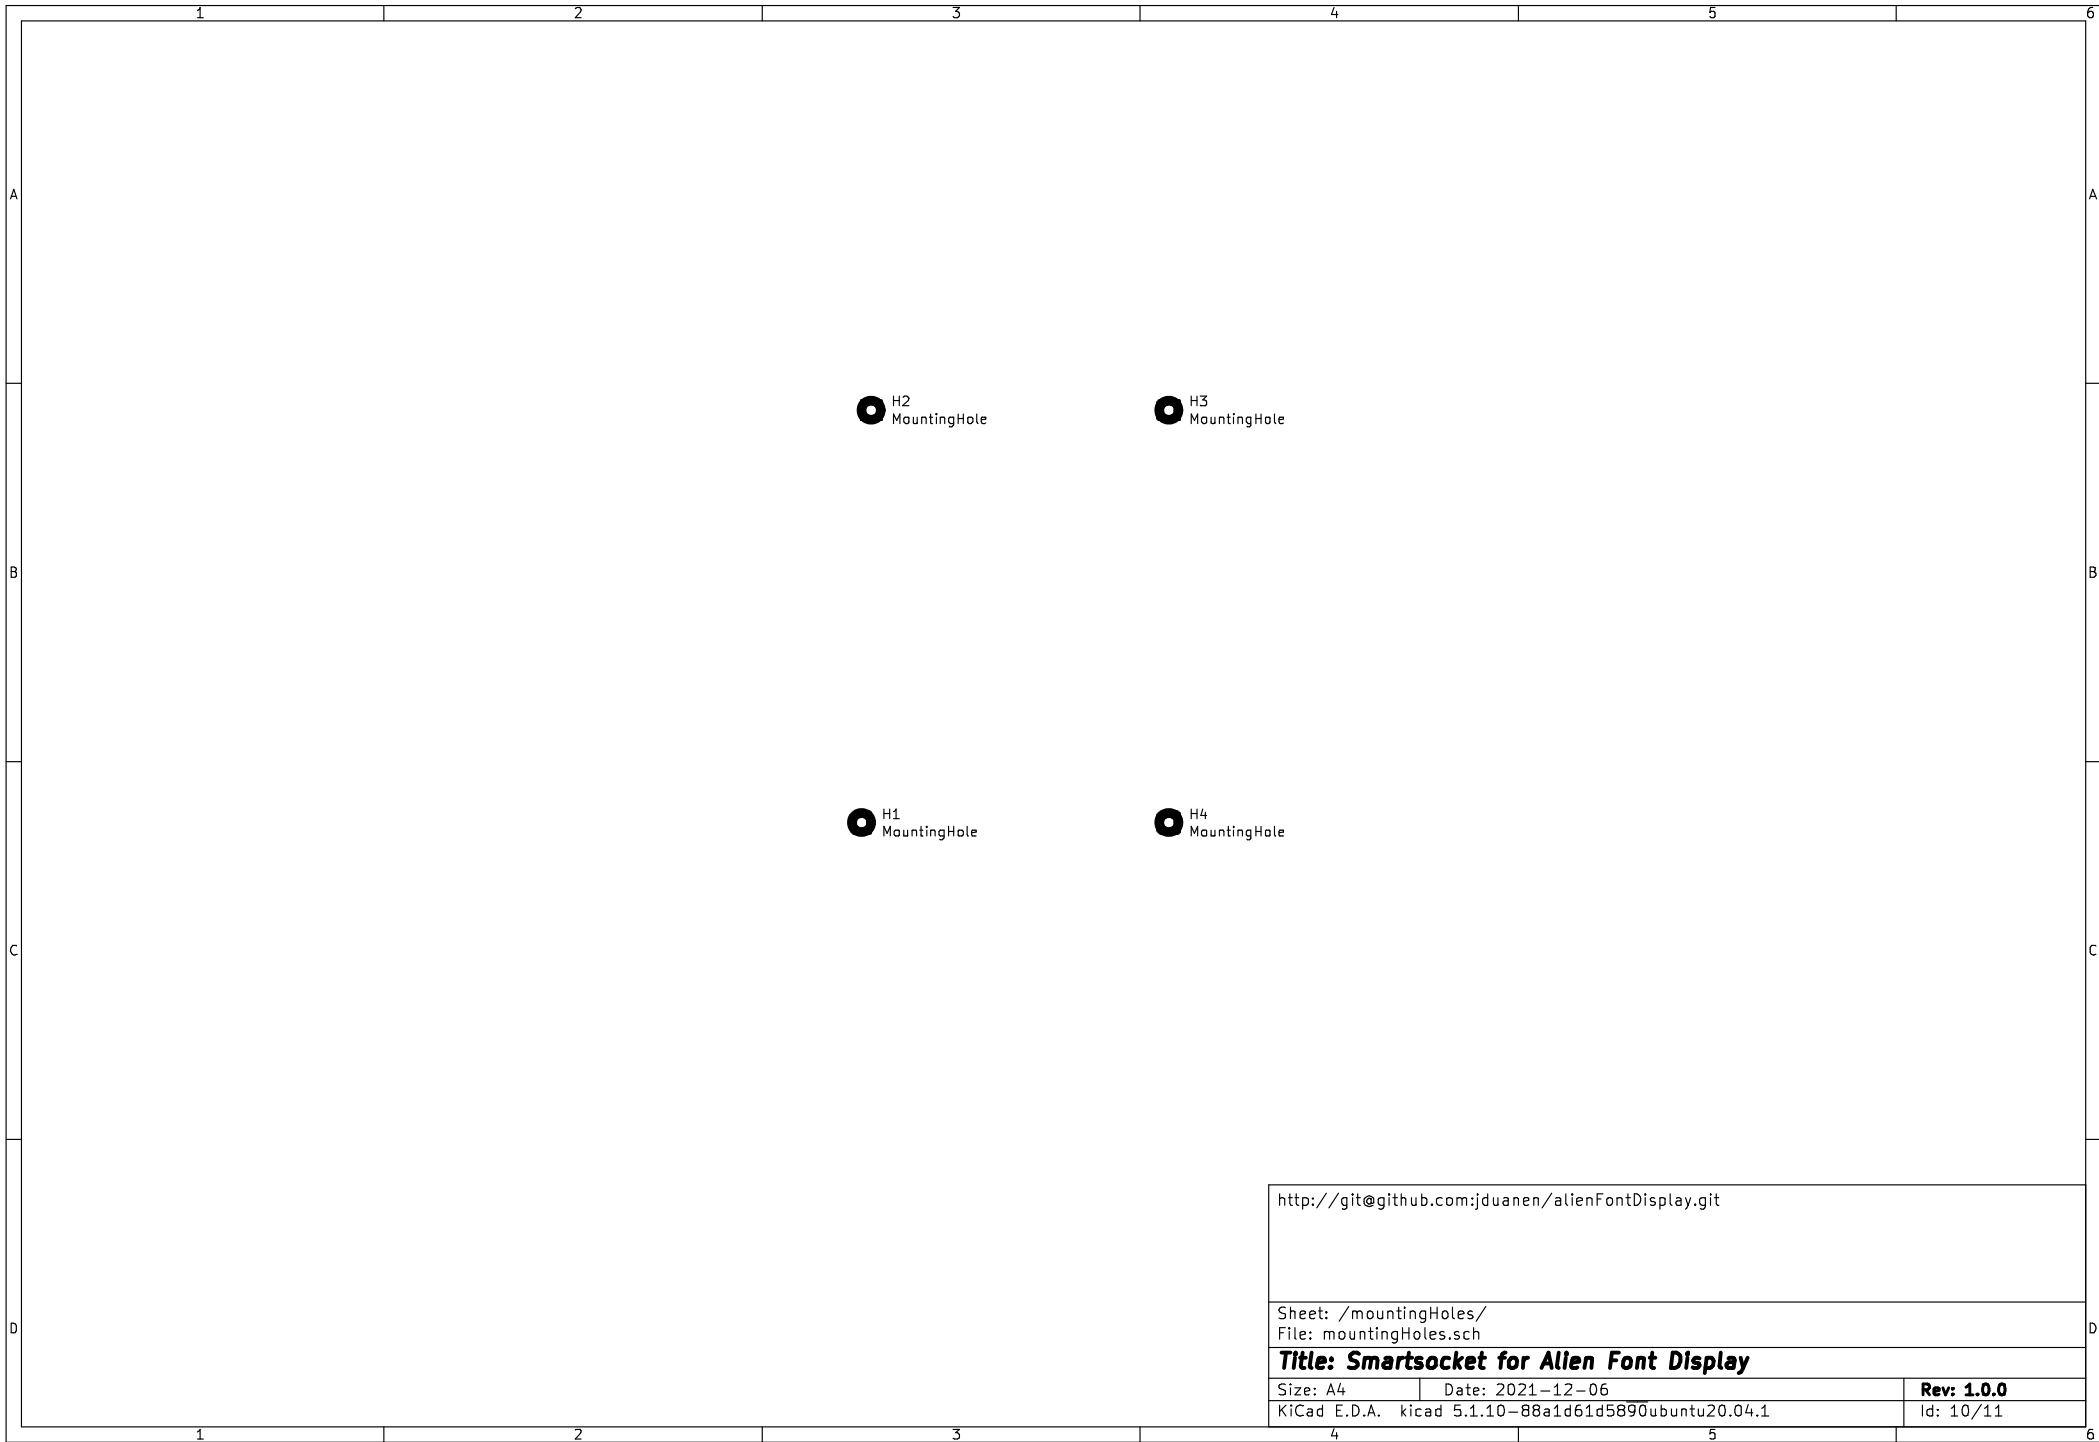 1 2 3 4 5 6
A A
H2
MountingHole
H3
MountingHole
B B
H1
MountingHole
H4
MountingHole
C C
http://git@github.com:jduanen/alienFontDisplay.git
Sheet: /mountingHoles/
File: mountingHoles.sch
D D
Title: Smartsocket for Alien Font Display
Size: A4 Date: 2021-12-06 Rev: 1.0.0
KiCad E.D.A. kicad 5.1.10-88a1d61d5890ubuntu20.04.1 Id: 10/11
1 2 3 4 5 6